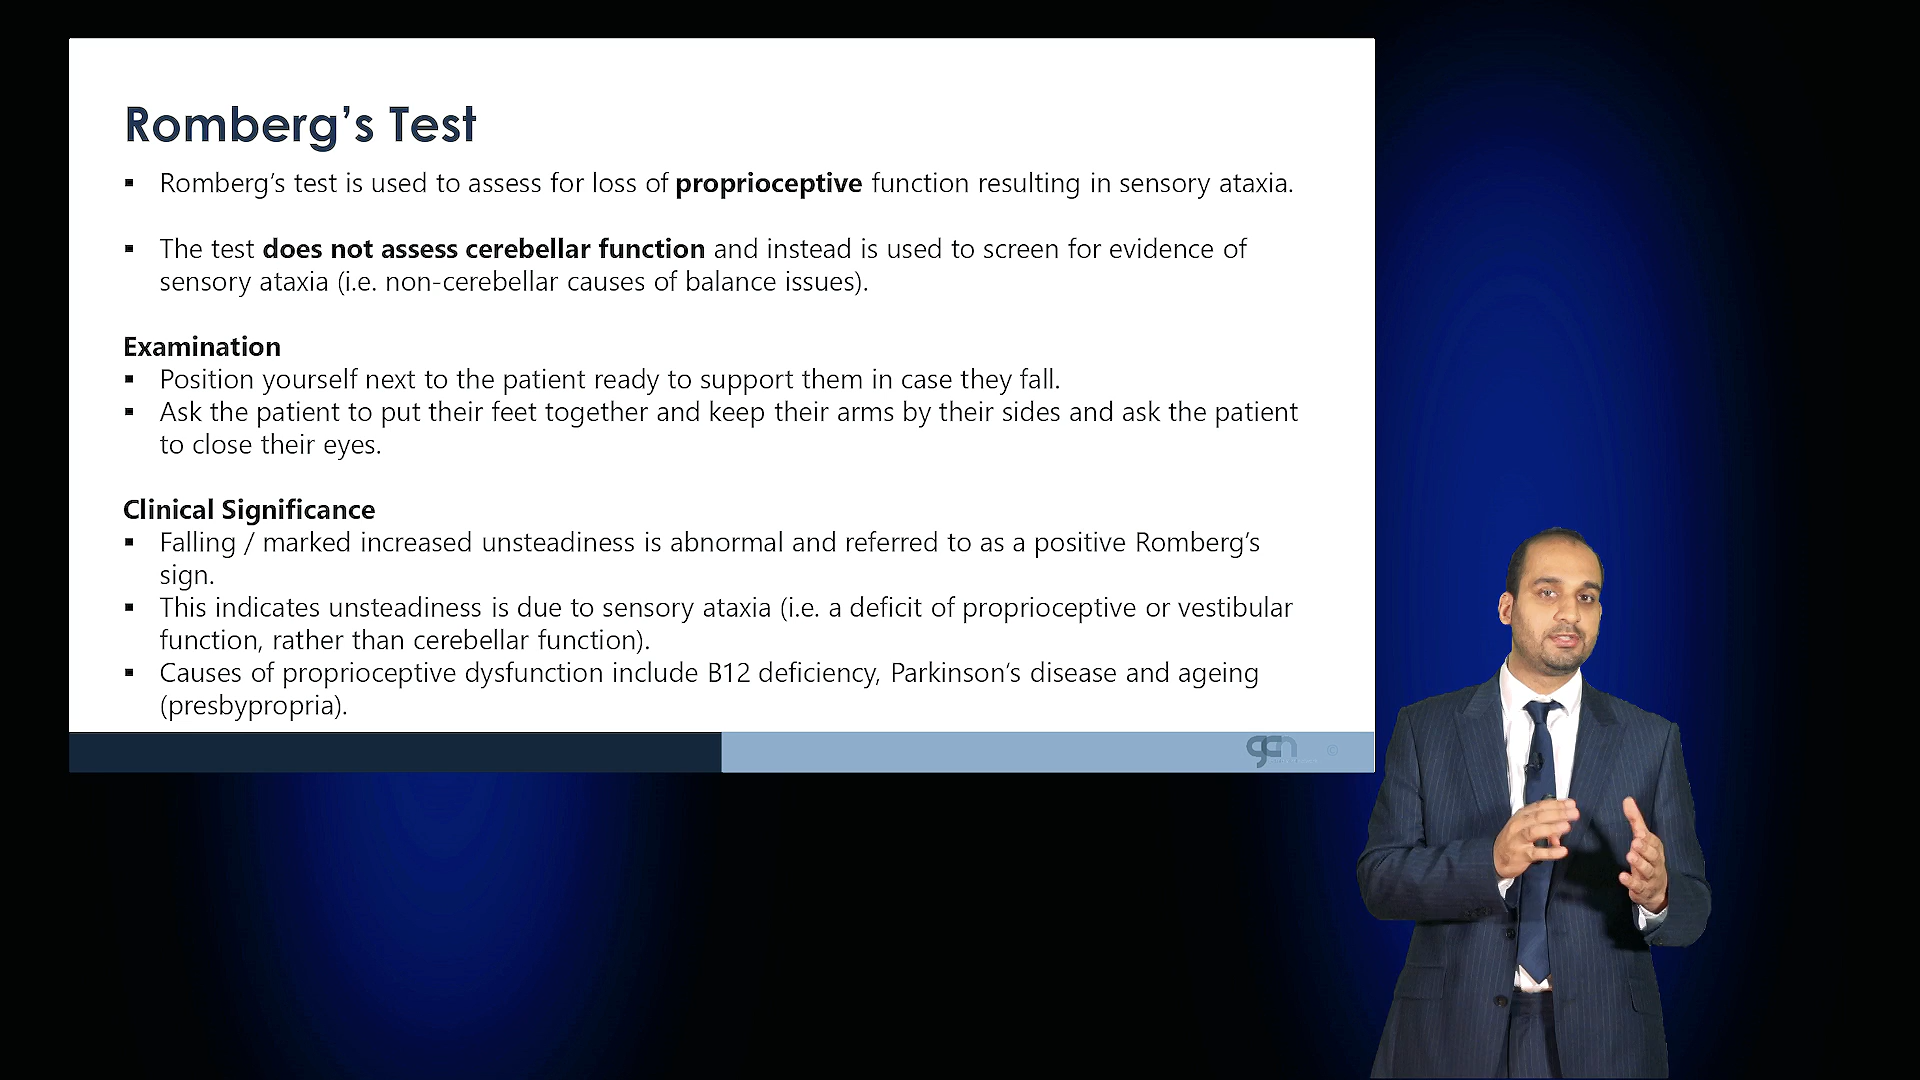 Romberg’s Test
▪ Romberg’s test is used to assess for loss of proprioceptive function resulting in sensory ataxia.
▪ The test does not assess cerebellar function and instead is used to screen for evidence of
sensory ataxia (i.e. non-cerebellar causes of balance issues).
Examination
▪ Position yourself next to the patient ready to support them in case they fall.
▪ Ask the patient to put their feet together and keep their arms by their sides and ask the patient
to close their eyes.
Clinical Significance
▪ Falling / marked increased unsteadiness is abnormal and referred to as a positive Romberg’s
sign.
▪ This indicates unsteadiness is due to sensory ataxia (i.e. a deficit of proprioceptive or vestibular
function, rather than cerebellar function).
▪ Causes of proprioceptive dysfunction include B12 deficiency, Parkinson’s disease and ageing
(presbypropria).
©